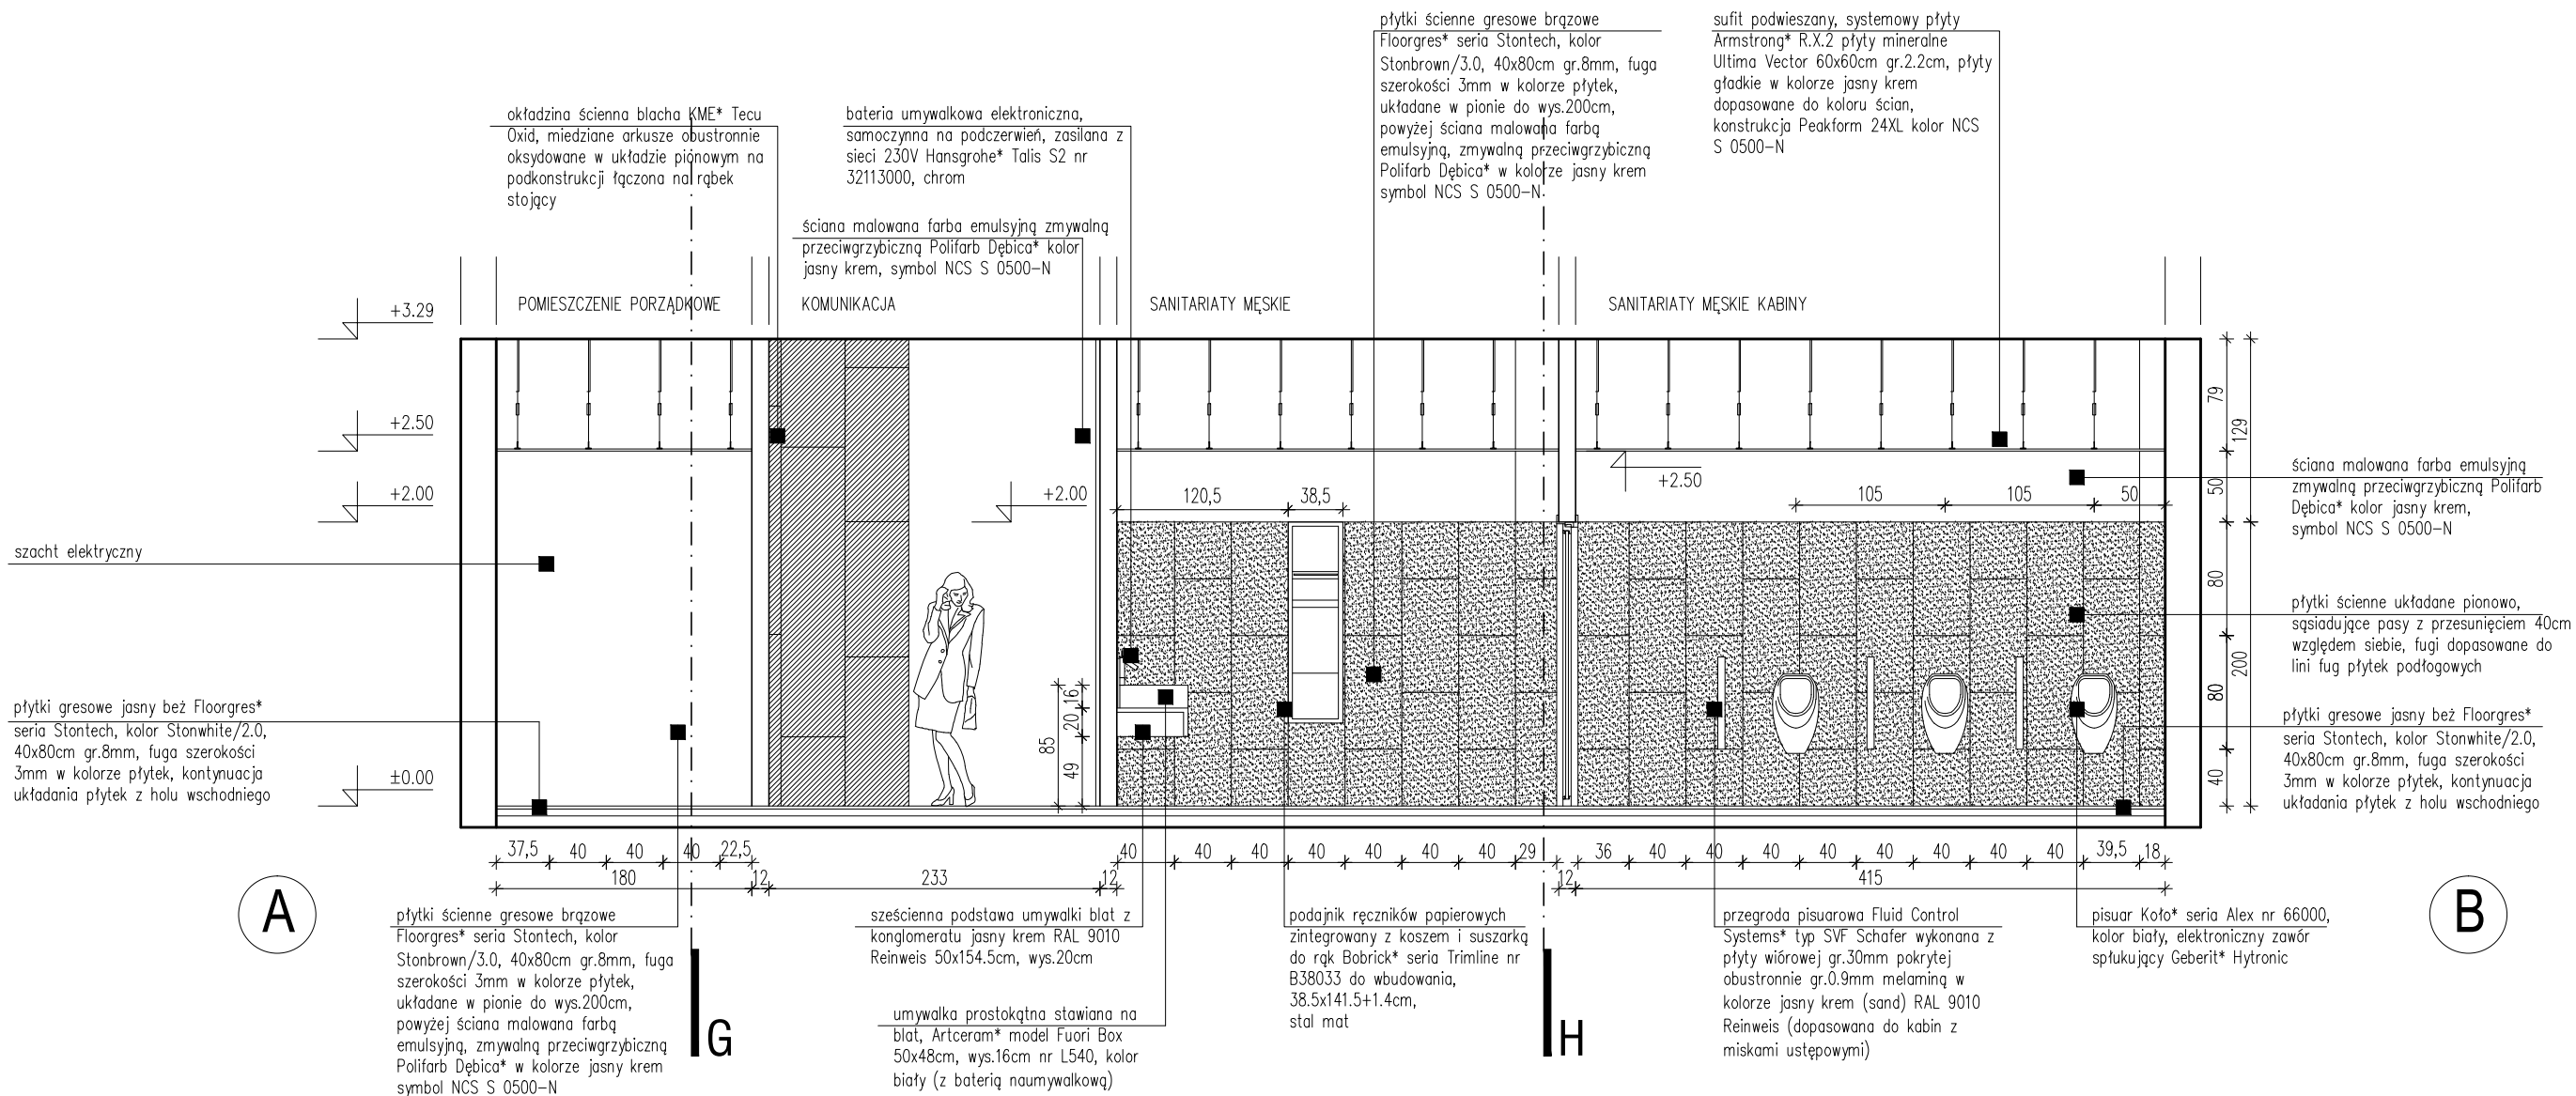 płytki ścienne gresowe brązowe
Floorgres* seria Stontech, kolor
Stonbrown/3.0, 40x80cm gr.8mm, fuga
szerokości 3mm w kolorze płytek,
układane w pionie do wys.200cm,
powyżej ściana malowana farbą
emulsyjną, zmywalną przeciwgrzybiczną
Polifarb Dębica* w kolorze jasny krem
symbol NCS S 0500-N
sufit podwieszany, systemowy płyty
Armstrong* R.X.2 płyty mineralne
Ultima Vector 60x60cm gr.2.2cm, płyty
gładkie w kolorze jasny krem
dopasowane do koloru ścian,
konstrukcja Peakform 24XL kolor NCS
S 0500-N
okładzina ścienna blacha KME* Tecu
Oxid, miedziane arkusze obustronnie
oksydowane w układzie pionowym na
podkonstrukcji łączona na rąbek
stojący
bateria umywalkowa elektroniczna,
samoczynna na podczerwień, zasilana z
sieci 230V Hansgrohe* Talis S2 nr
32113000, chrom
ściana malowana farba emulsyjną zmywalną
przeciwgrzybiczną Polifarb Dębica* kolor
jasny krem, symbol NCS S 0500-N
POMIESZCZENIE PORZĄDKOWE
KOMUNIKACJA
SANITARIATY MĘSKIE
SANITARIATY MĘSKIE KABINY
+3.29
+2.50
+2.00
±0.00
+2.00
+2.50
120,5
38,5
105
105
50
79
50
80
80
40
129
200
85
16
20
49
szacht elektryczny
płytki gresowe jasny beż Floorgres*
seria Stontech, kolor Stonwhite/2.0,
40x80cm gr.8mm, fuga szerokości
3mm w kolorze płytek, kontynuacja
układania płytek z holu wschodniego
ściana malowana farba emulsyjną
zmywalną przeciwgrzybiczną Polifarb
Dębica* kolor jasny krem,
symbol NCS S 0500-N
płytki ścienne układane pionowo,
sąsiadujące pasy z przesunięciem 40cm
względem siebie, fugi dopasowane do
lini fug płytek podłogowych
płytki gresowe jasny beż Floorgres*
seria Stontech, kolor Stonwhite/2.0,
40x80cm gr.8mm, fuga szerokości
3mm w kolorze płytek, kontynuacja
układania płytek z holu wschodniego
37,5 40 40 40 22,5 40 40 40 40 40 40 40 29 36 40 40 40 40 40 40 40 40 39,5 18
180 12 233 12 12 415
A
B
płytki ścienne gresowe brązowe
Floorgres* seria Stontech, kolor
Stonbrown/3.0, 40x80cm gr.8mm, fuga
szerokości 3mm w kolorze płytek,
układane w pionie do wys.200cm,
powyżej ściana malowana farbą
emulsyjną, zmywalną przeciwgrzybiczną
Polifarb Dębica* w kolorze jasny krem
symbol NCS S 0500-N
G
sześcienna podstawa umywalki blat z
konglomeratu jasny krem RAL 9010
Reinweis 50x154.5cm, wys.20cm
umywalka prostokątna stawiana na
blat, Artceram* model Fuori Box
50x48cm, wys.16cm nr L540, kolor
biały (z baterią naumywalkową)
podajnik ręczników papierowych
zintegrowany z koszem i suszarką
do rąk Bobrick* seria Trimline nr
B38033 do wbudowania,
38.5x141.5+1.4cm,
stal mat
H
przegroda pisuarowa Fluid Control
Systems* typ SVF Schafer wykonana z
płyty wiórowej gr.30mm pokrytej
obustronnie gr.0.9mm melaminą w
kolorze jasny krem (sand) RAL 9010
Reinweis (dopasowana do kabin z
miskami ustępowymi)
pisuar Koło* seria Alex nr 66000,
kolor biały, elektroniczny zawór
spłukujący Geberit* Hytronic